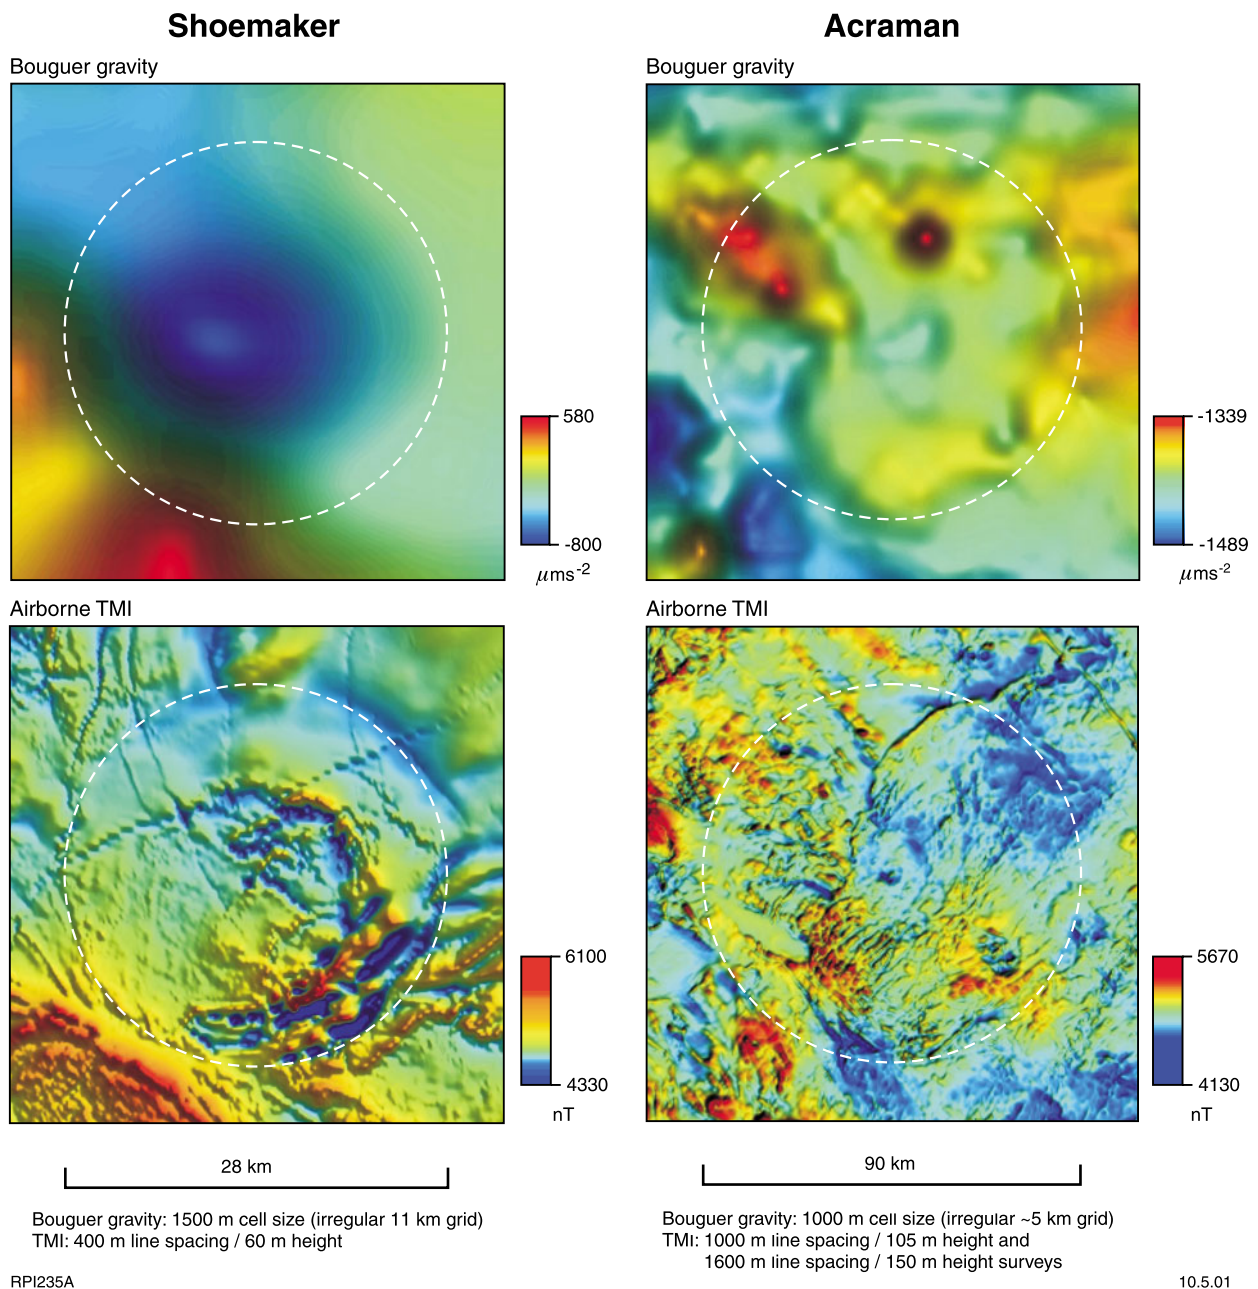 Shoemaker
Bouguer gravity
580
-800
µms-2
Airborne TMI
6100
4330
nT
28 km
Bouguer gravity: 1500 m cell size (irregular 11 km grid)
TMI: 400 m line spacing / 60 m height
RPI235A
Acraman
Bouguer gravity
-1339
-1489
µms-2
Airborne TMI
5670
4130
nT
90 km
Bouguer gravity: 1000 m cell size (irregular ~5 km grid)
TMI: 1000 m line spacing / 105 m height and
1600 m line spacing / 150 m height surveys
10.5.01